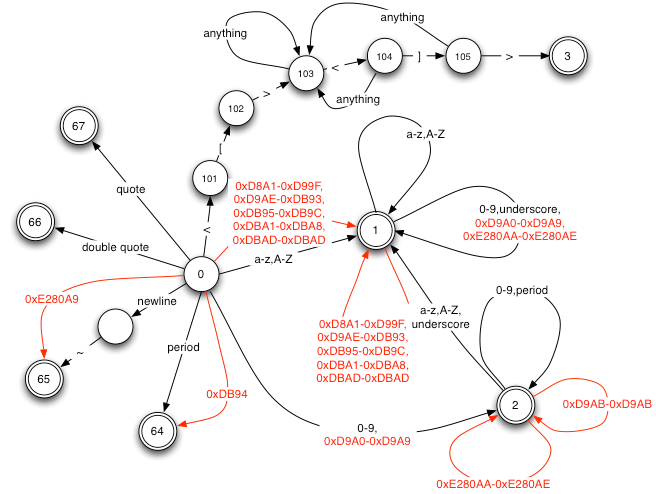 anything
anything
103
<
104
]
105
>
3
anything
102
>
67
[
101
a-z,A-Z
quote
0xD8A1-0xD99F,
0xD9AE-0xDB93,
0xDB95-0xDB9C,
0xDBA1-0xDBA8,
0xDBAD-0xDBAD
66
<
1
0-9,underscore,
0xD9A0-0xD9A9,
0xE280AA-0xE280AE
double quote
a-z,A-Z
0
0xE280A9
newline
0-9,period
a-z,A-Z,
underscore
0xD8A1-0xD99F,
0xD9AE-0xDB93,
0xDB95-0xDB9C,
0xDBA1-0xDBA8,
0xDBAD-0xDBAD
period
~
65
0xDB94
64
2
0xD9AB-0xD9AB
0-9,
0xD9A0-0xD9A9
0xE280AA-0xE280AE